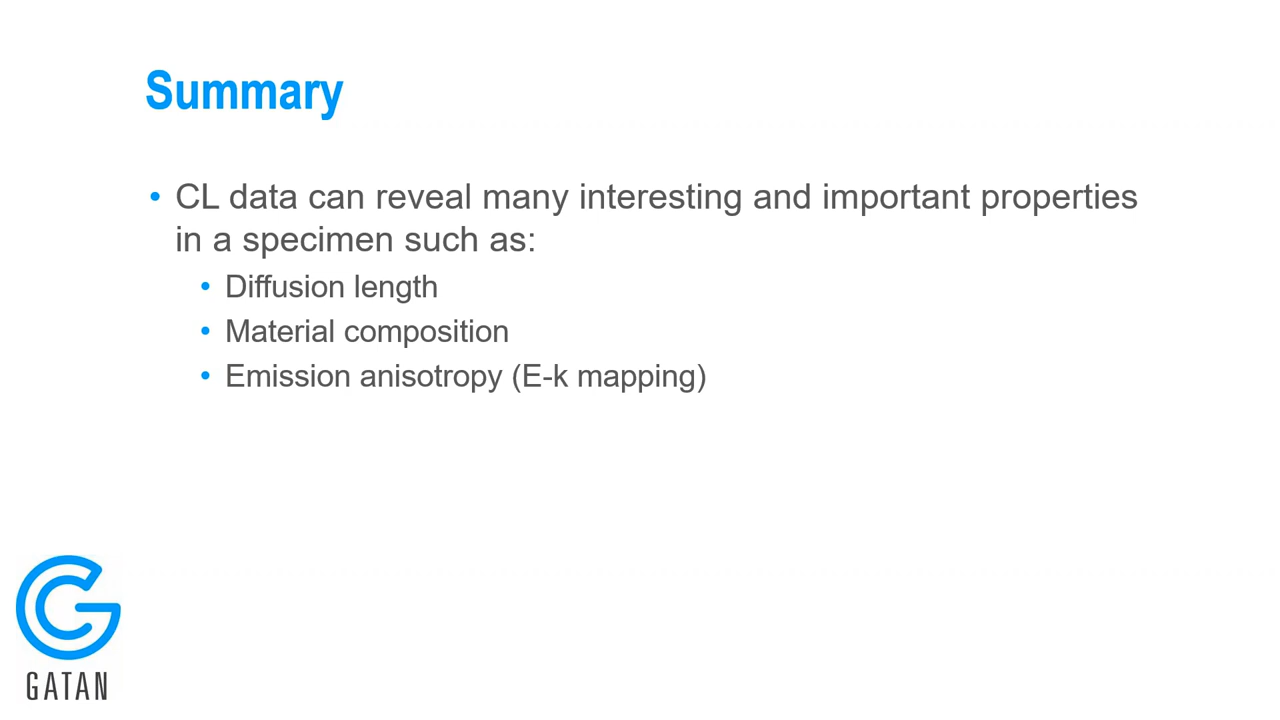 Summary
• CL data can reveal many interesting and important properties
in a specimen such as:
• Diffusion length
• Material composition
• Emission anisotropy (E-k mapping)
GATAN